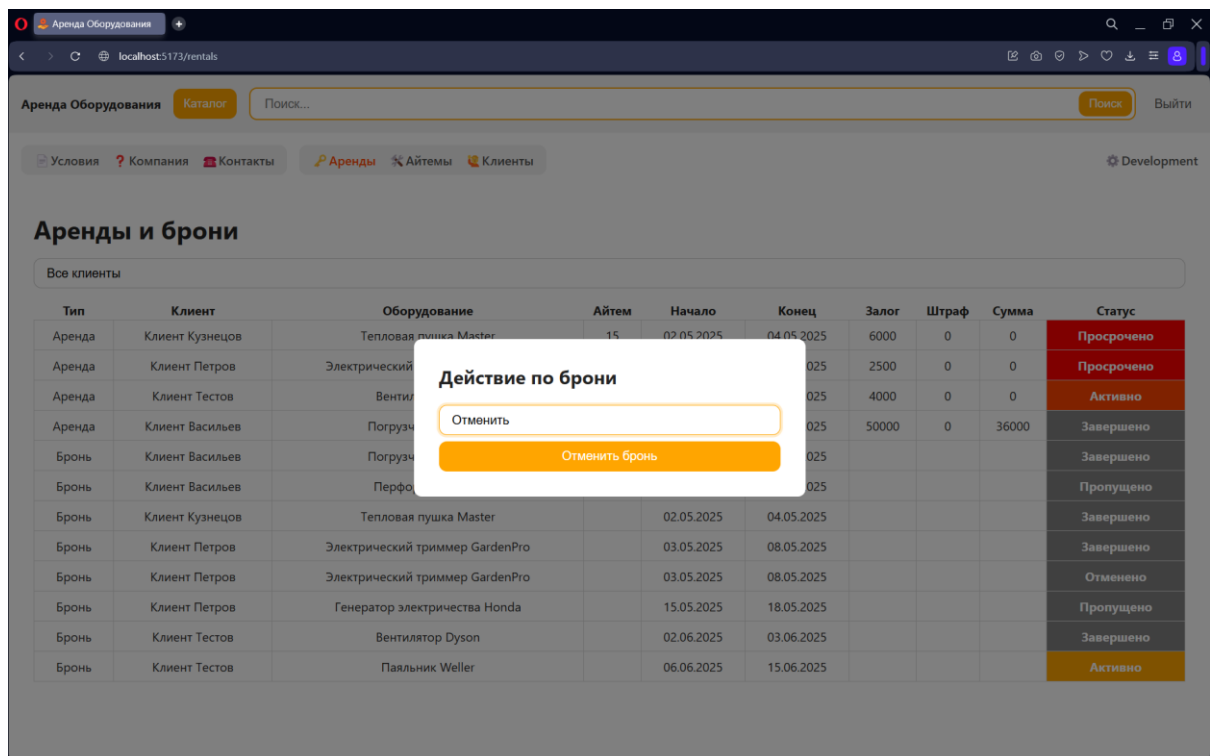 Аренда Оборудования
localhost:5173/rentals
Аренда Оборудования Каталог Поиск... Поиск Выйти
Условия ? Компания Контакты Аренды Айтемы Клиенты Development
Аренды и брони
Все клиенты
Тип Клиент Оборудование Айтем Начало Конец Залог Штраф Сумма Статус
Аренда Клиент Кузнецов Тепловая пушка Master 15 02.05.2025 04.05.2025 6000 0 0 Просрочено
Аренда Клиент Петров Электрический 025 2500 0 0 Просрочено
Аренда Клиент Тестов Вентил 025 4000 0 0 Активно
Аренда Клиент Васильев Погрузч 025 50000 0 36000 Завершено
Бронь Клиент Васильев Погрузч 025 Завершено
Бронь Клиент Васильев Перфо 025 Пропущено
Действие по брони
Отменить
Отменить бронь
Бронь Клиент Кузнецов Тепловая пушка Master 02.05.2025 04.05.2025 Завершено
Бронь Клиент Петров Электрический триммер GardenPro 03.05.2025 08.05.2025 Завершено
Бронь Клиент Петров Электрический триммер GardenPro 03.05.2025 08.05.2025 Отменено
Бронь Клиент Петров Генератор электричества Honda 15.05.2025 18.05.2025 Пропущено
Бронь Клиент Тестов Вентилятор Dyson 02.06.2025 03.06.2025 Завершено
Бронь Клиент Тестов Паяльник Weller 06.06.2025 15.06.2025 Активно